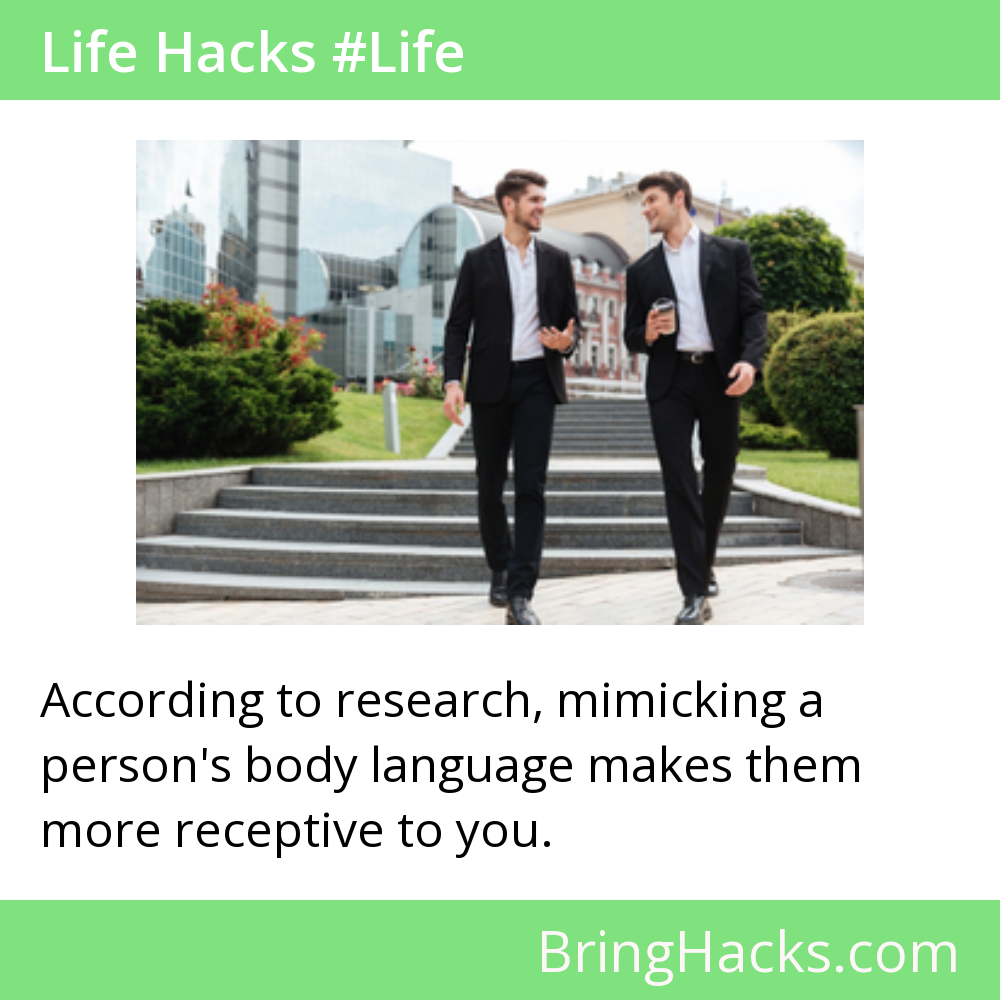 Life Hacks #Life
According to research, mimicking a
person's body language makes them
more receptive to you.
BringHacks.com